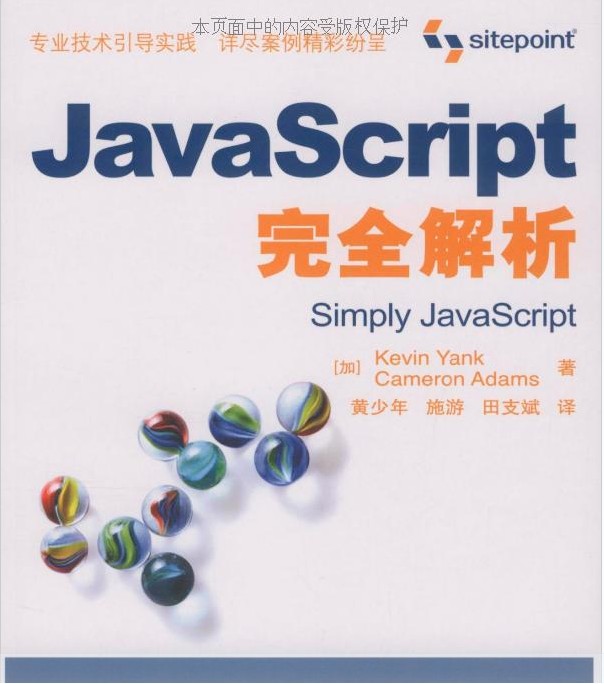 本页面中的内容受版权保护
专业技术引导实践 详尽案例精彩纷呈
sitepoint®
JavaScript
完全解析
Simply JavaScript
[加] Kevin Yank
Cameron Adams 著
黄少年 施游 田支斌 译